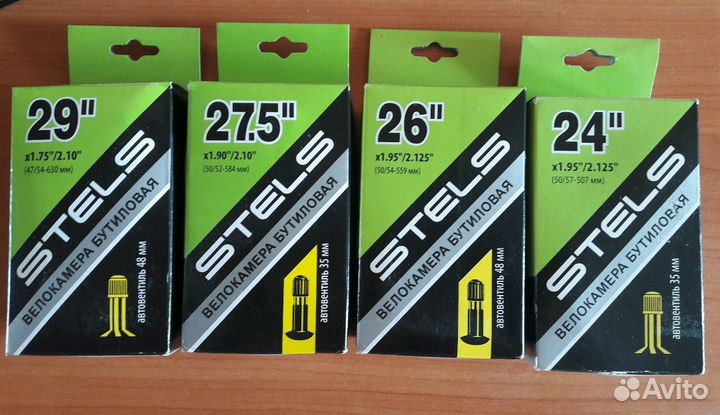 29"
x1.75"/2.10"
(47/54-630 мм)
STELS
ВЕЛОКАМЕРА БУТИЛОВАЯ
автовентиль 48 мм
27.5"
x1.90"/2.10"
(50/52-584 мм)
STELS
ВЕЛОКАМЕРА БУТИЛОВАЯ
автовентиль 35 мм
26"
x1.95"/2.125"
(50/54-559 мм)
STELS
ВЕЛОКАМЕРА БУТИЛОВАЯ
автовентиль 48 мм
24"
x1.95"/2.125"
(50/57-507 мм)
STELS
ВЕЛОКАМЕРА БУТИЛОВАЯ
автовентиль 35 мм
Avito